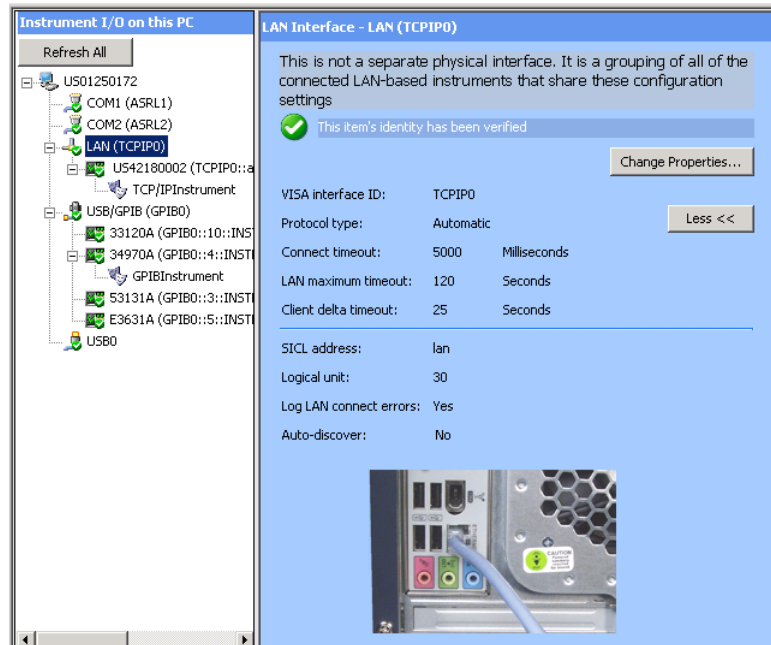 Instrument I/O on this PC
Refresh All
US01250172
COM1 (ASRL1)
COM2 (ASRL2)
LAN (TCPIP0)
US42180002 (TCPIP0::a
TCP/IPInstrument
USB/GPIB (GPIB0)
33120A (GPIB0::10::INS
34970A (GPIB0::4::INSTI
GPIBInstrument
53131A (GPIB0::3::INSTI
E3631A (GPIB0::5::INSTI
USB0
LAN Interface - LAN (TCPIP0)
This is not a separate physical interface. It is a grouping of all of the
connected LAN-based instruments that share these configuration
settings
This item's identity has been verified
Change Properties...
VISA interface ID: TCPIP0
Protocol type: Automatic
Less <<
Connect timeout: 5000 Milliseconds
LAN maximum timeout: 120 Seconds
Client delta timeout: 25 Seconds
SICL address: lan
Logical unit: 30
Log LAN connect errors: Yes
Auto-discover: No
CAUTION